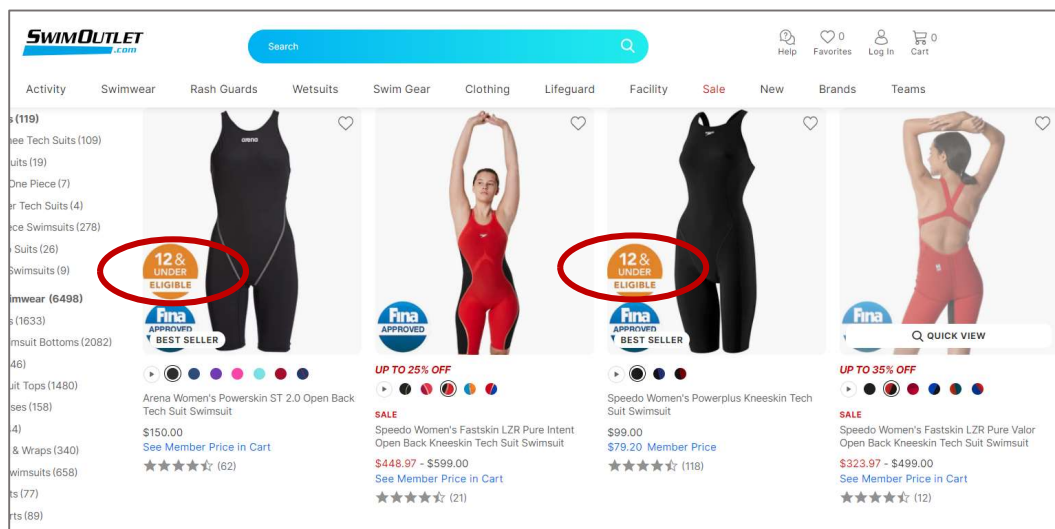 SWIMOUTLET
.com
Search
Help
0
Favorites
Log In
0
Cart
Activity Swimwear Rash Guards Wetsuits Swim Gear Clothing Lifeguard Facility Sale New Brands Teams
s (119)
nee Tech Suits (109)
uits (19)
One Piece (7)
er Tech Suits (4)
ece Swimsuits (278)
Suits (26)
Swimsuits (9)
imwear (6498)
s (1633)
msuit Bottoms (2082)
46)
uit Tops (1480)
ses (158)
4)
& Wraps (340)
wimsuits (658)
ts (77)
rts (89)
arena
12 &
UNDER
ELIGIBLE
Fina
APPROVED
BEST SELLER
Arena Women's Powerskin ST 2.0 Open Back
Tech Suit Swimsuit
$150.00
See Member Price in Cart
(62)
Fina
APPROVED
UP TO 25% OFF
SALE
Speedo Women's Fastskin LZR Pure Intent
Open Back Kneeskin Tech Suit Swimsuit
$448.97 - $599.00
See Member Price in Cart
(21)
12 &
UNDER
ELIGIBLE
Fina
APPROVED
BEST SELLER
Speedo Women's Powerplus Kneeskin Tech
Suit Swimsuit
$99.00
$79.20 Member Price
(118)
Fina
QUICK VIEW
UP TO 35% OFF
SALE
Speedo Women's Fastskin LZR Pure Valor
Open Back Kneeskin Tech Suit Swimsuit
$323.97 - $499.00
See Member Price in Cart
(12)